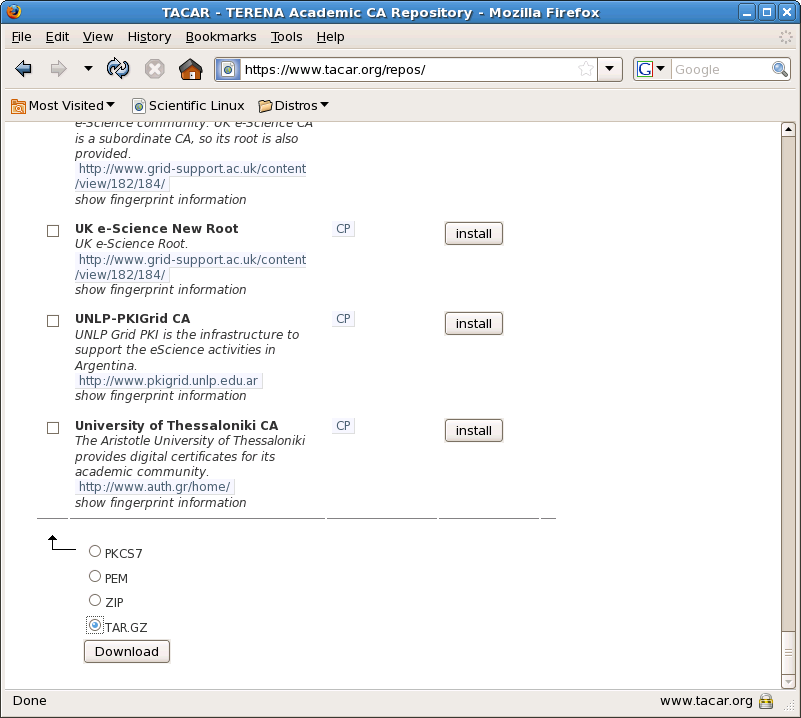 TACAR - TERENA Academic CA Repository - Mozilla Firefox
File Edit View History Bookmarks Tools Help
https://www.tacar.org/repos/ G Google
Most Visited Scientific Linux Distros
e-Science community. UK e-Science CA
is a subordinate CA, so its root is also
provided.
http://www.grid-support.ac.uk/content
/view/182/184/
show fingerprint information
UK e-Science New Root CP install
UK e-Science Root.
http://www.grid-support.ac.uk/content
/view/182/184/
show fingerprint information
UNLP-PKIGrid CA CP install
UNLP Grid PKI is the infrastructure to
support the eScience activities in
Argentina.
http://www.pkigrid.unlp.edu.ar
show fingerprint information
University of Thessaloniki CA CP install
The Aristotle University of Thessaloniki
provides digital certificates for its
academic community.
http://www.auth.gr/home/
show fingerprint information
PKCS7
PEM
ZIP
TAR.GZ
Download
Done www.tacar.org